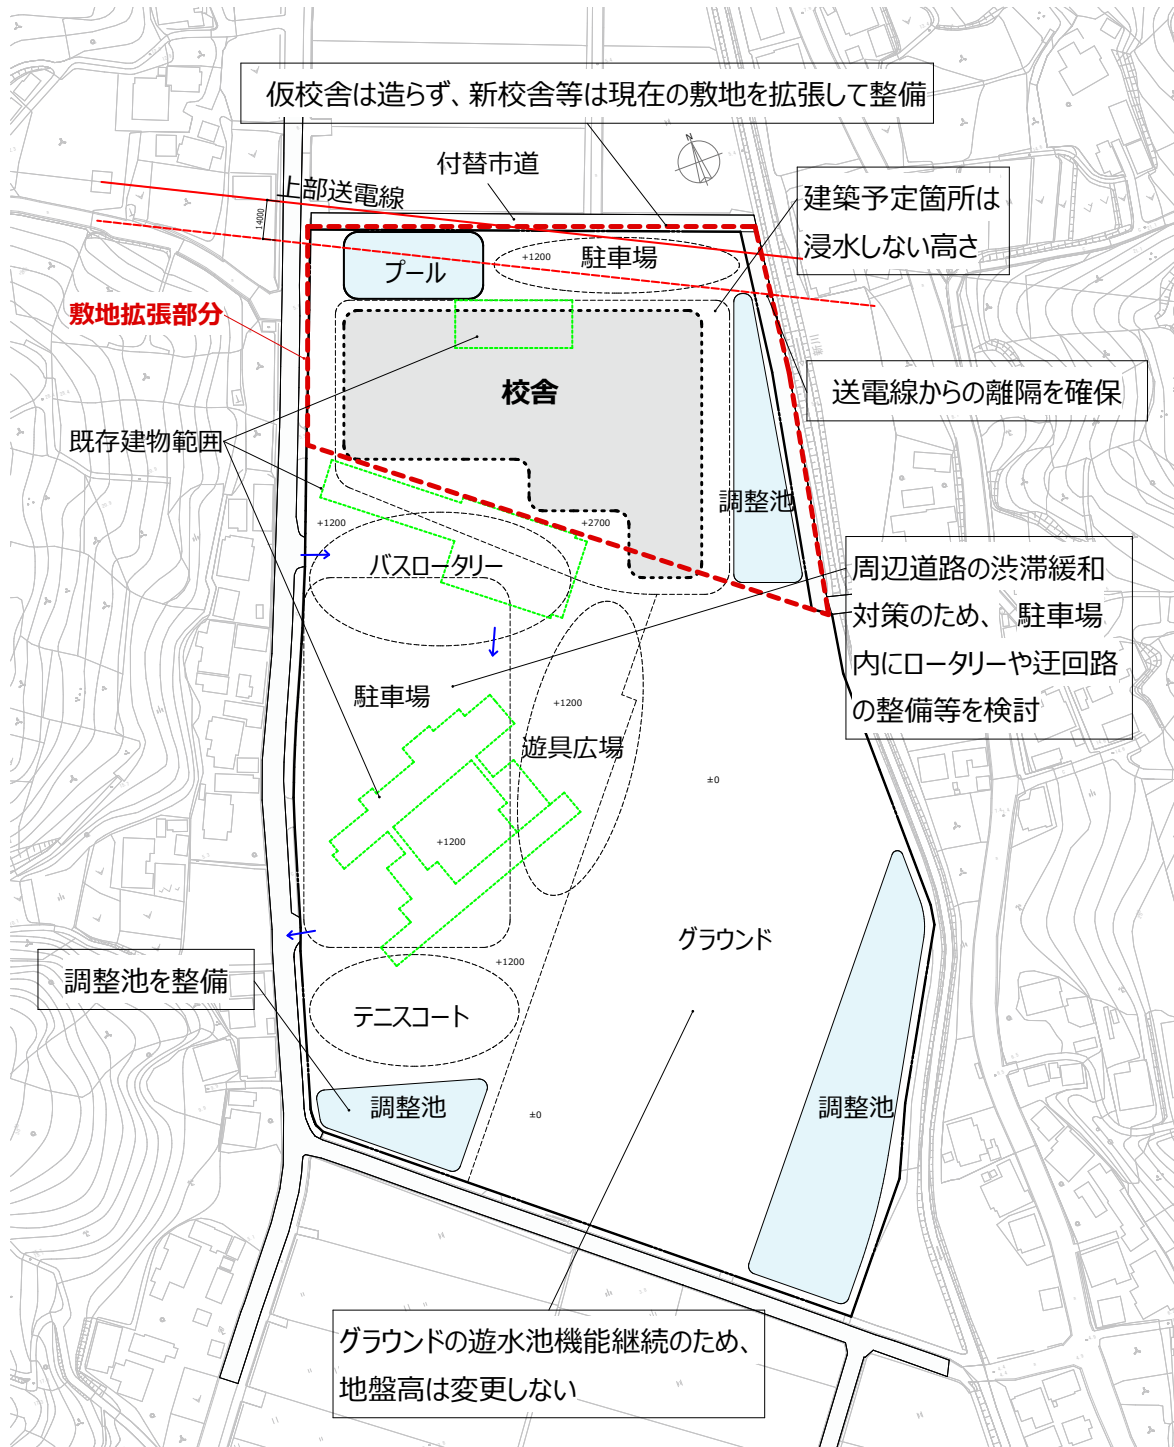 仮校舎は造らず、新校舎等は現在の敷地を拡張して整備
N
付替市道
上部送電線
14000
建築予定箇所は
浸水しない高さ
プール
+1200
駐車場
敷地拡張部分
校舎
送電線からの離隔を確保
既存建物範囲
調整池
+1200
+2700
バスロータリー
周辺道路の渋滞緩和
対策のため、 駐車場
内にロータリーや迂回路
の整備等を検討
駐車場
+1200
遊具広場
±0
+1200
グラウンド
+1200
調整池を整備
テニスコート
調整池
±0
調整池
グラウンドの遊水池機能継続のため、
地盤高は変更しない